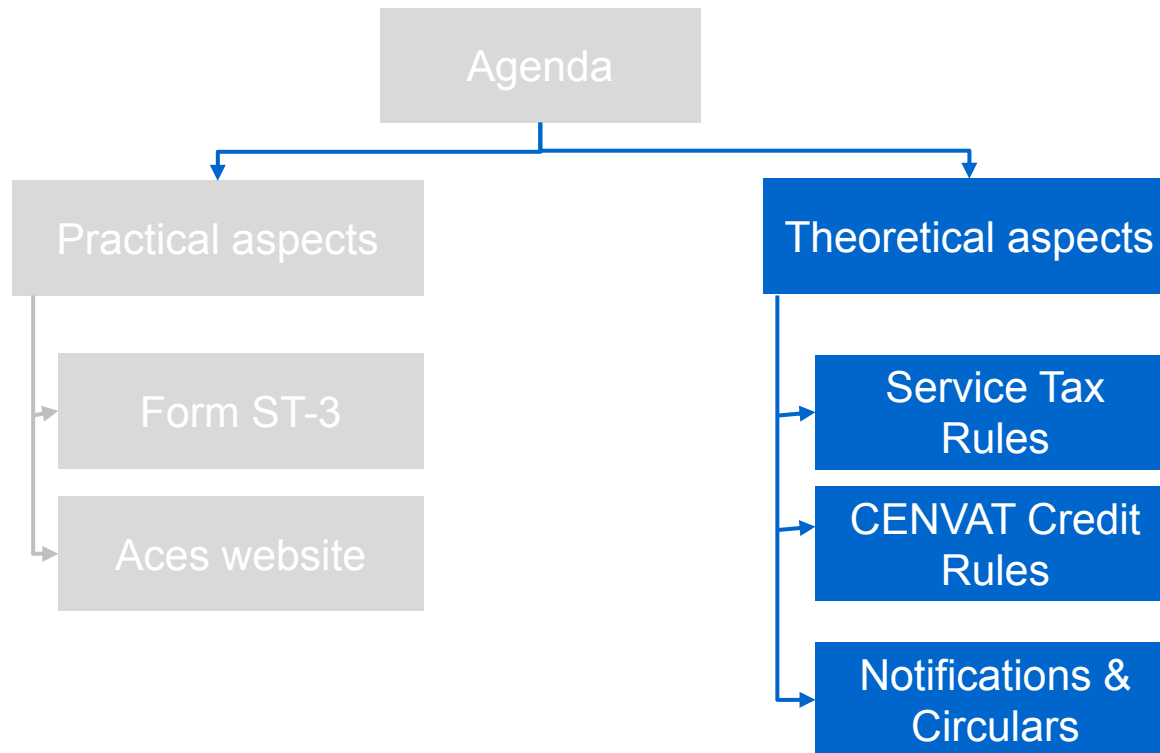 Agenda
Practical aspects
Form ST-3
Aces website
Theoretical aspects
Service Tax
Rules
CENVAT Credit
Rules
Notifications &
Circulars